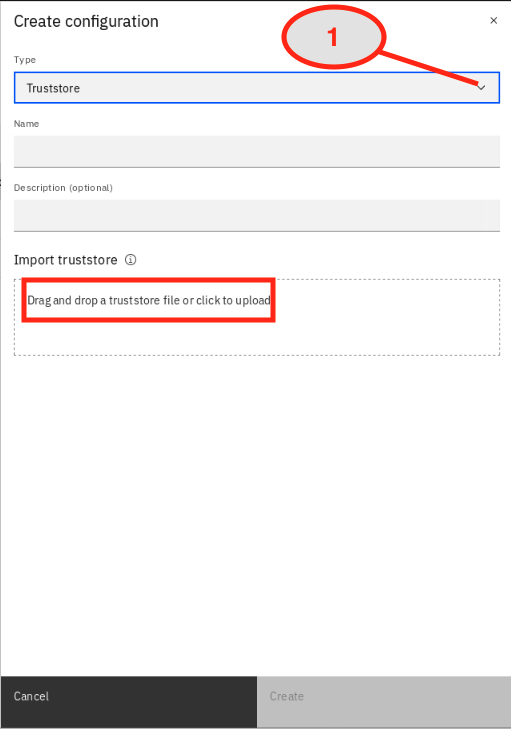 Create configuration
1
Type
Truststore
Name
Description (optional)
Import truststore
Drag and drop a truststore file or click to upload
Cancel
Create